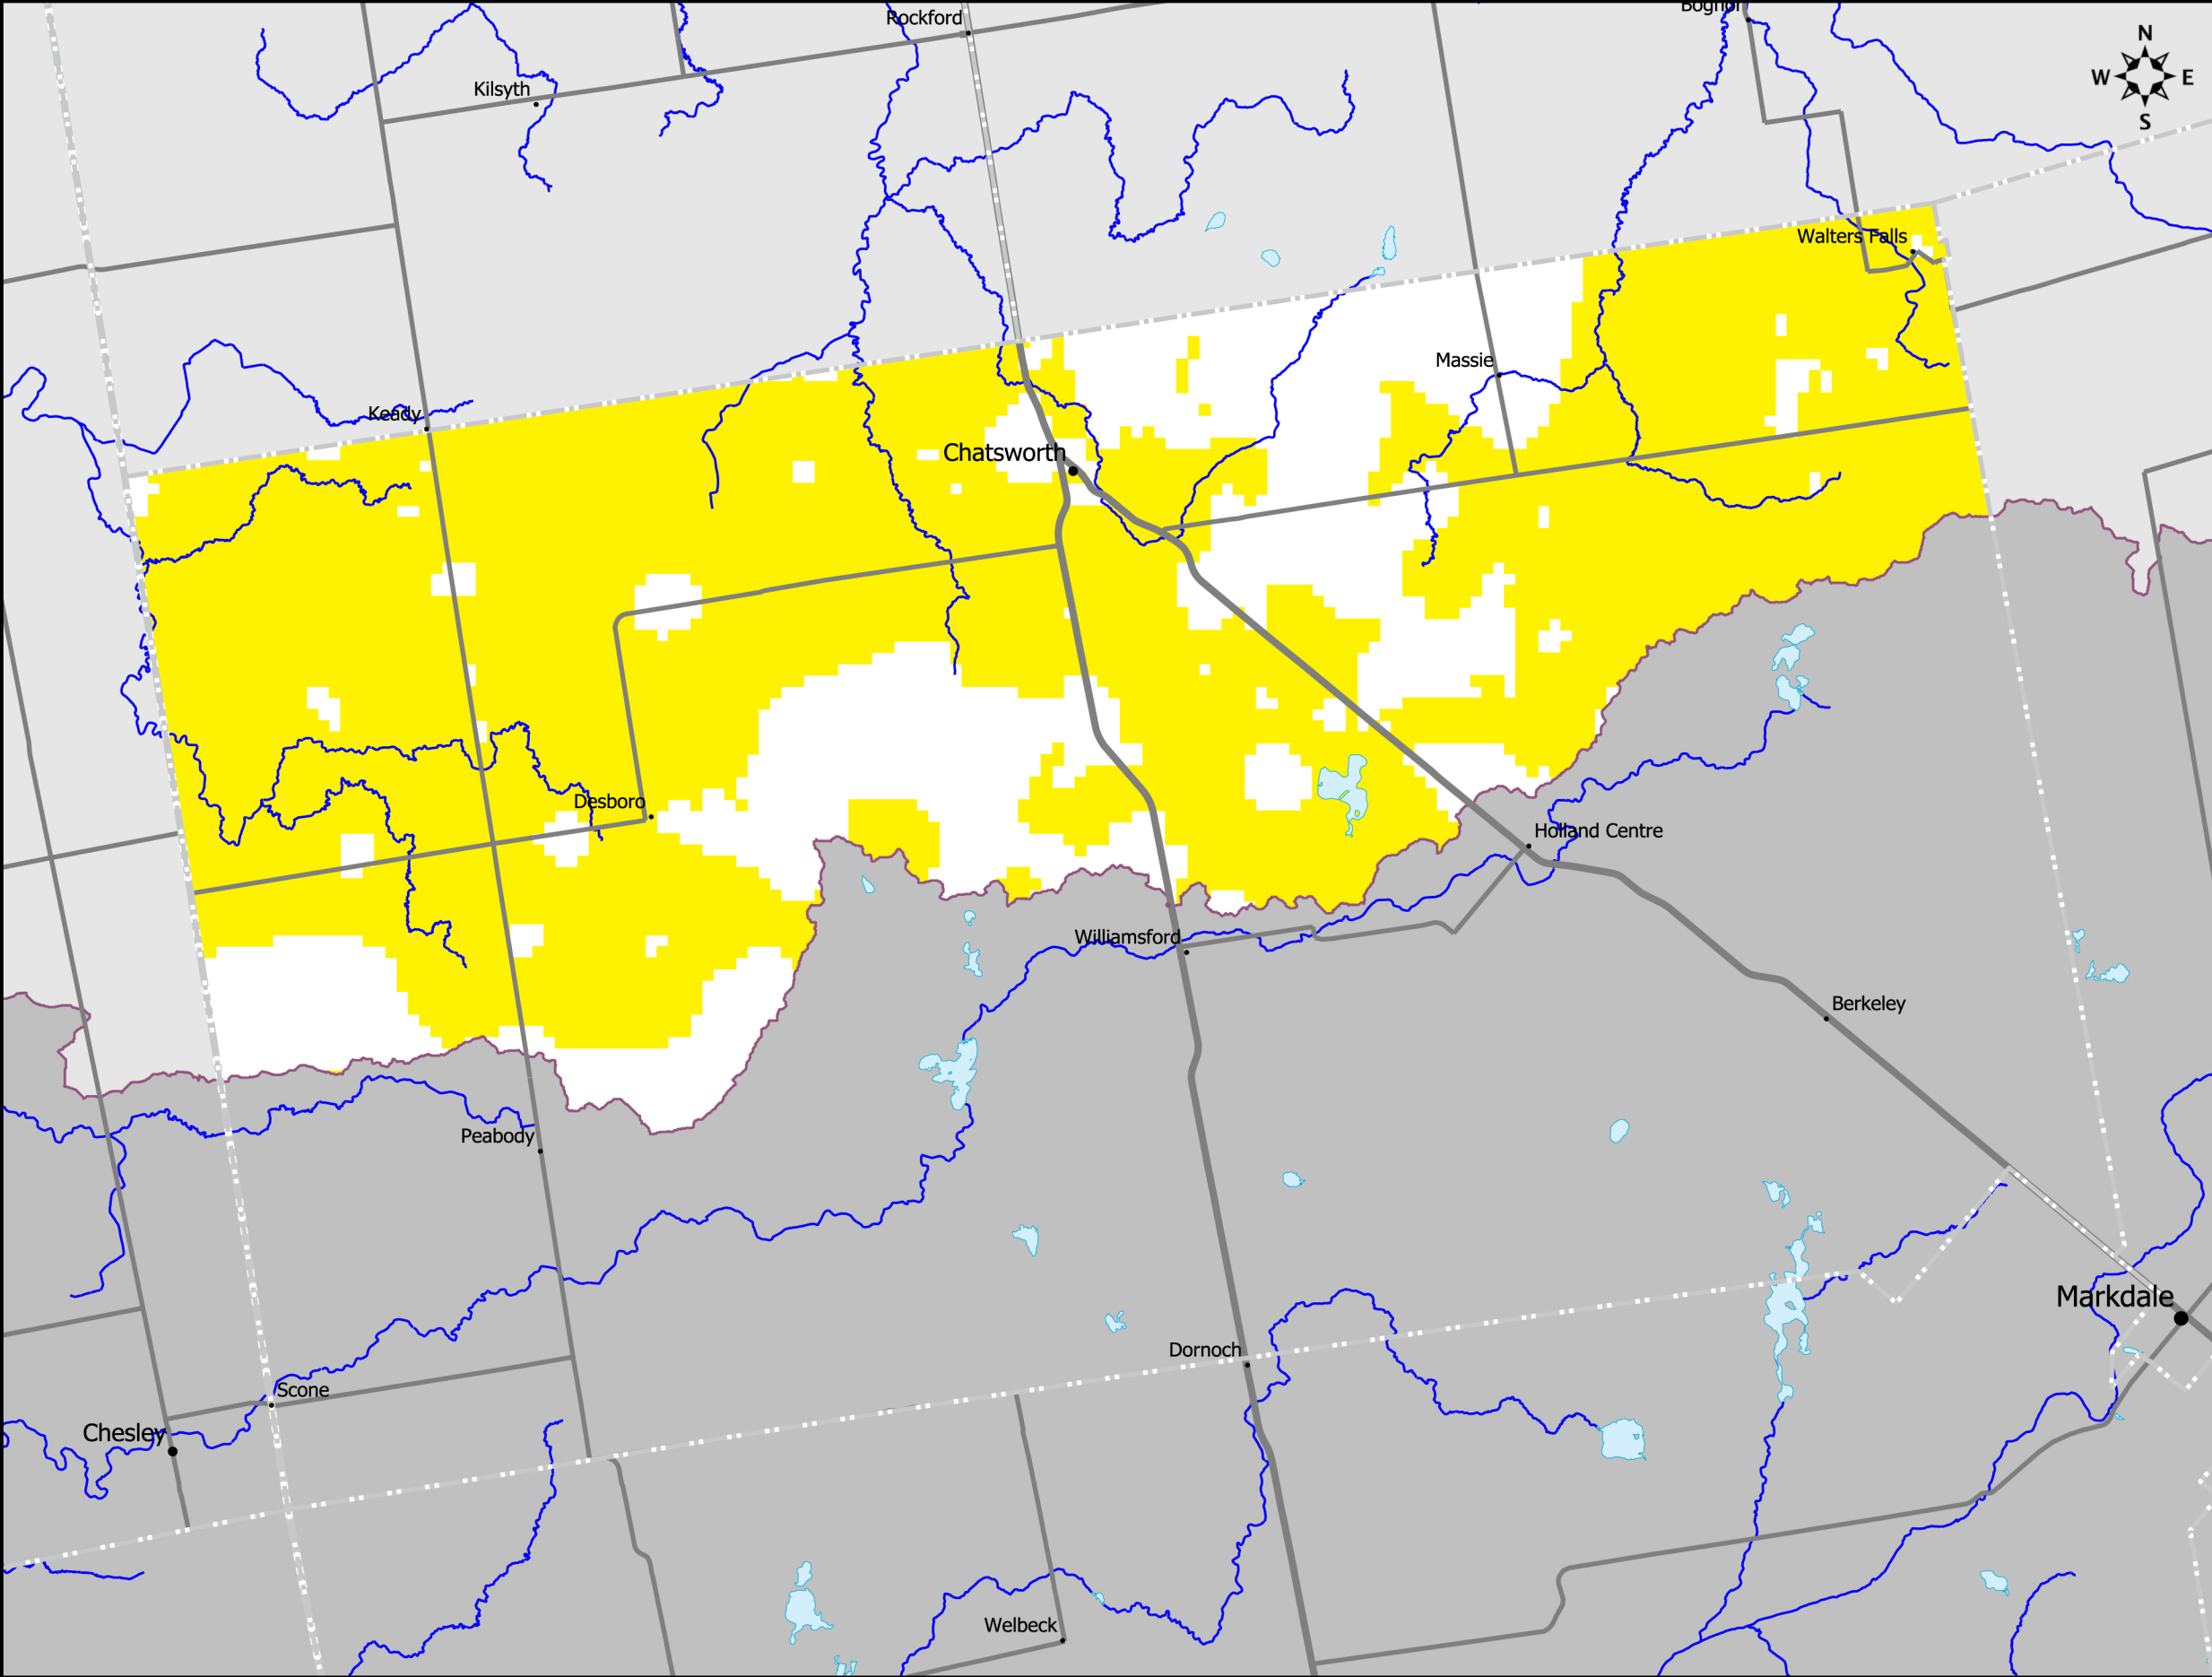 Rockford
Bognor
N
W E
S
Kilsyth
Walters Falls
Massie
Keady
Chatsworth
Desboro
Holland Centre
Williamsford
Berkeley
Peabody
Markdale
Dornoch
Scone
Chesley
Welbeck